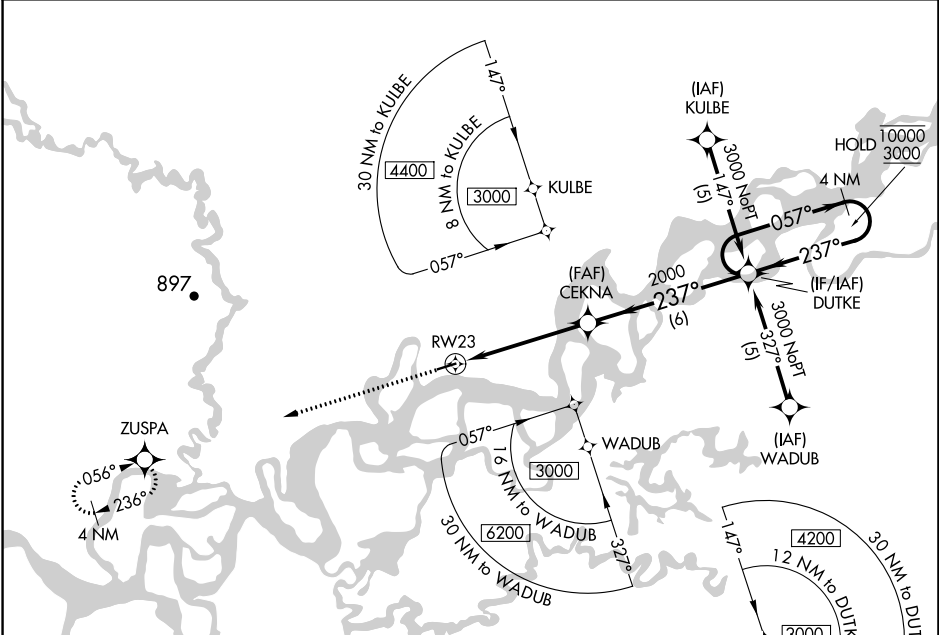 (IAF)
KULBE
3000 NoPT
147°
(5)
HOLD
10000
3000
4 NM
057°
237°
(IF/IAF)
DUTKE
3000 NoPT
327°
(5)
(IAF)
WADUB
30 NM to KULBE
4400
8 NM to KULBE
3000
147°
KULBE
057°
(FAF)
CEKNA
2000
237°
(6)
RW23
897
ZUSPA
056°
236°
4 NM
057°
WADUB
16 NM to WADUB
3000
6200
30 NM to WADUB
327°
147°
4200
30 NM to DUT
12 NM to DUTK
3000